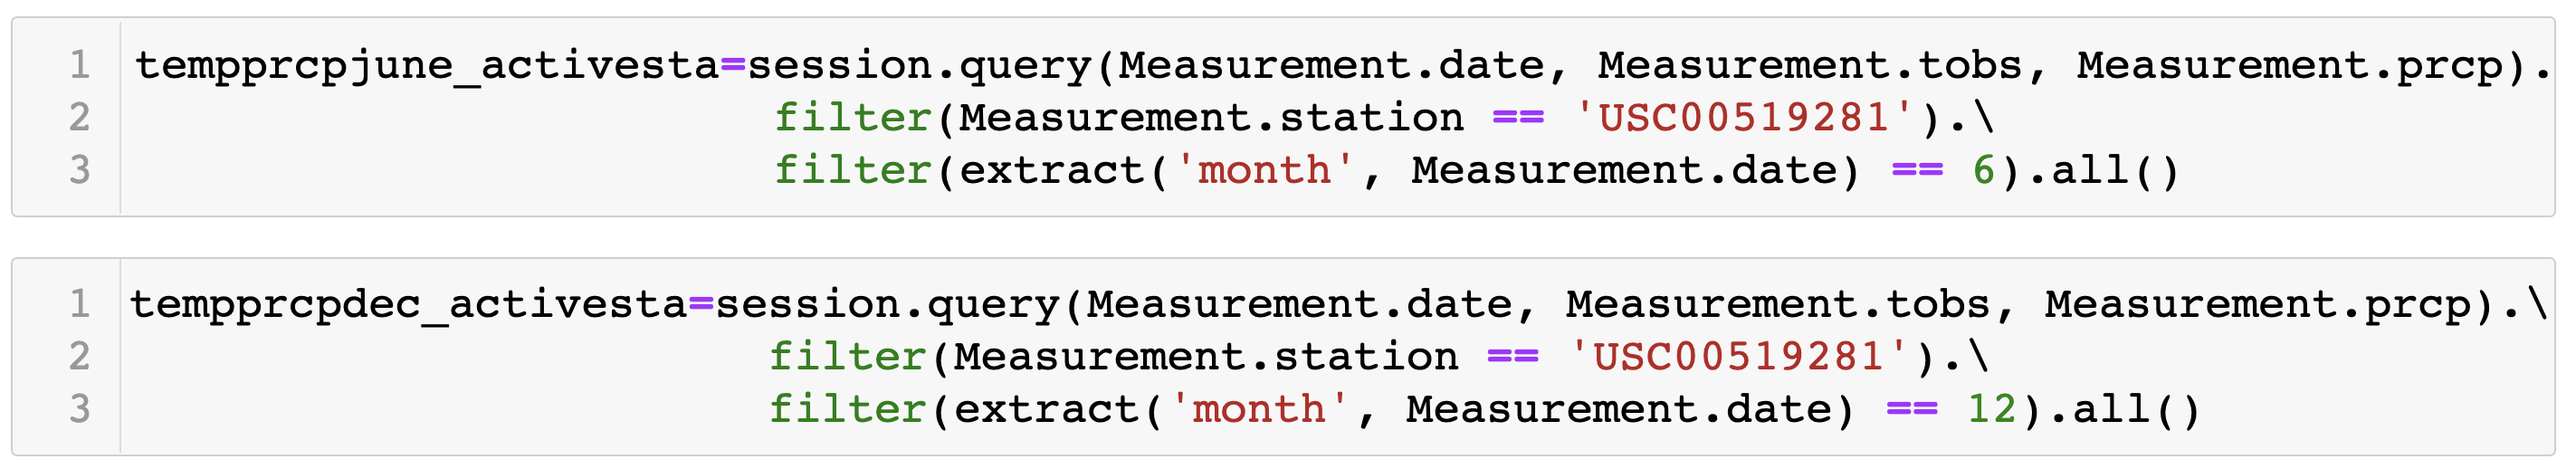 1 tempprcpjune_activesta=session.query(Measurement.date, Measurement.tobs, Measurement.prcp).
2 filter(Measurement.station == 'USC00519281').\
3 filter(extract('month', Measurement.date) == 6).all()
1 tempprcpdec_activesta=session.query(Measurement.date, Measurement.tobs, Measurement.prcp).\
2 filter(Measurement.station == 'USC00519281').\
3 filter(extract('month', Measurement.date) == 12).all()